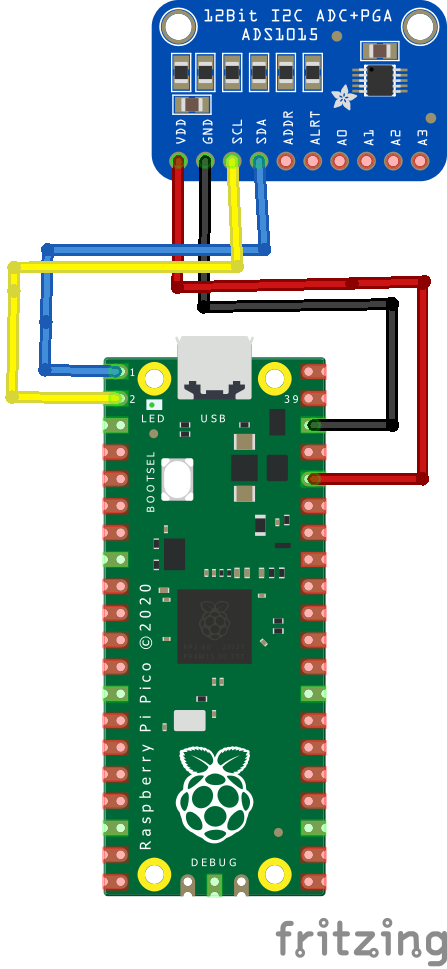 12Bit I2C ADC+PGA
ADS1015
VDD
GND
SCL
SDA
ADDR
ALRT
A0
A1
A2
A3
1
2
39
LED
USB
BOOTSEL
Raspberry Pi Pico ©2020
DEBUG
fritzing